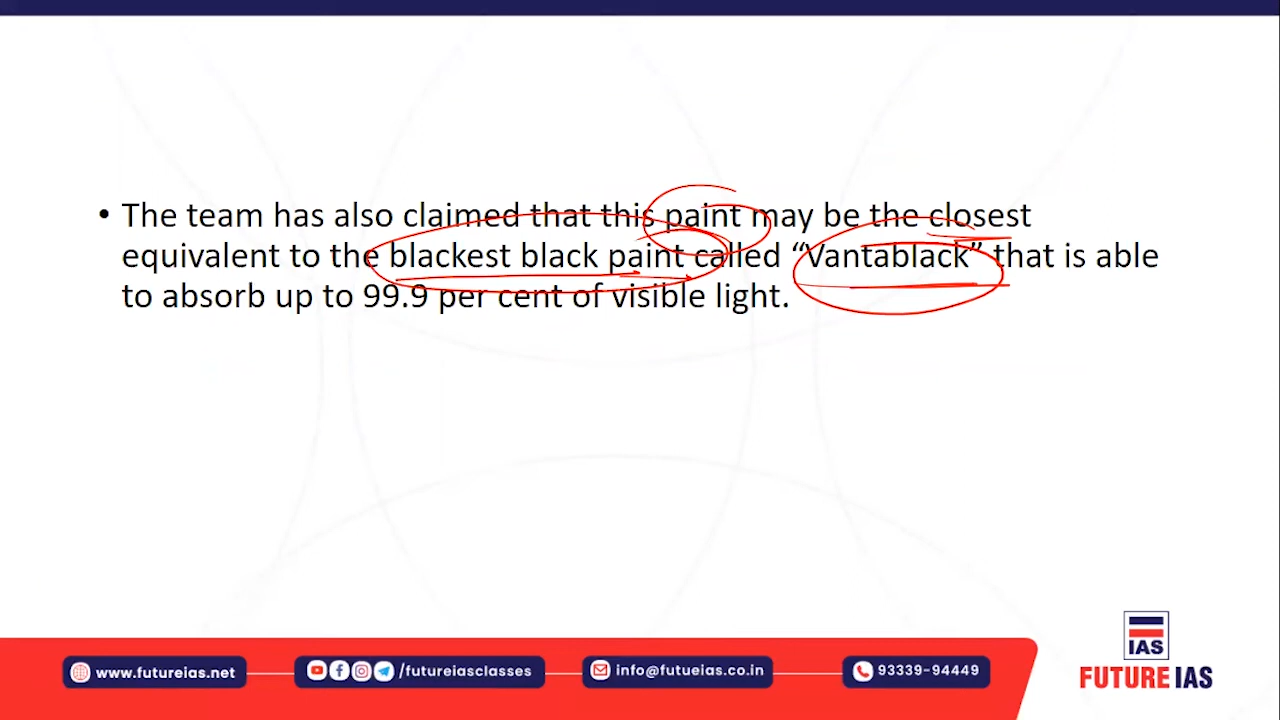 • The team has also claimed that this paint may be the closest
equivalent to the blackest black paint called “Vantablack” that is able
to absorb up to 99.9 per cent of visible light.
IAS
FUTURE IAS
www.futureias.net
/futureiasclasses
info@futueias.co.in
93339-94449